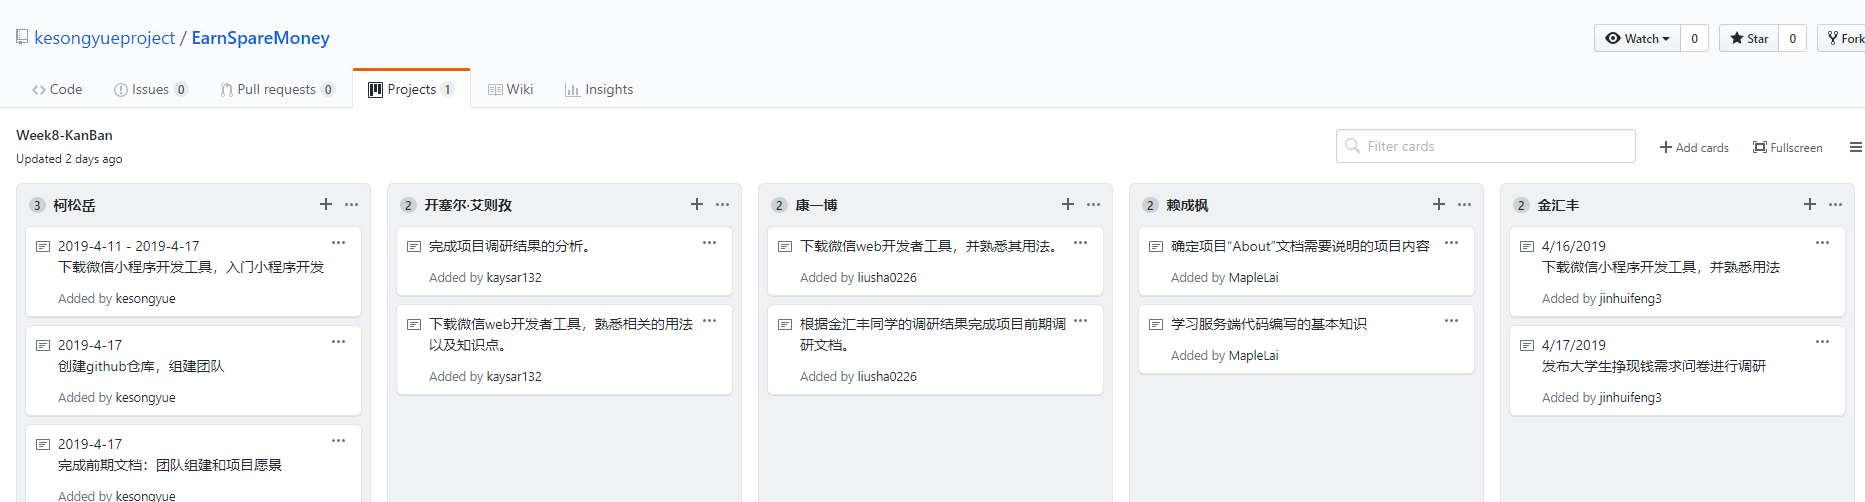 kesongyueproject / EarnSpareMoney
Watch 0 Star 0 Fork
Code Issues 0 Pull requests 0 Projects 1 Wiki Insights
Week8-KanBan
Updated 2 days ago
Filter cards
Add cards
Fullscreen
3 柯松岳
2019-4-11 - 2019-4-17
下载微信小程序开发工具，入门小程序开发
Added by kesongyue
2019-4-17
创建github仓库，组建团队
Added by kesongyue
2019-4-17
完成前期文档：团队组建和项目愿景
Added by kesongyue
2 开塞尔·艾则孜
完成项目调研结果的分析。
Added by kaysar132
下载微信web开发者工具，熟悉相关的用法
以及知识点。
Added by kaysar132
2 康一博
下载微信web开发者工具，并熟悉其用法。
Added by liusha0226
根据金汇丰同学的调研结果完成项目前期调
研文档。
Added by liusha0226
2 赖成枫
确定项目“About”文档需要说明的项目内容
Added by MapleLai
学习服务端代码编写的基本知识
Added by MapleLai
2 金汇丰
4/16/2019
下载微信小程序开发工具，并熟悉用法
Added by jinhuifeng3
4/17/2019
发布大学生挣现钱需求问卷进行调研
Added by jinhuifeng3